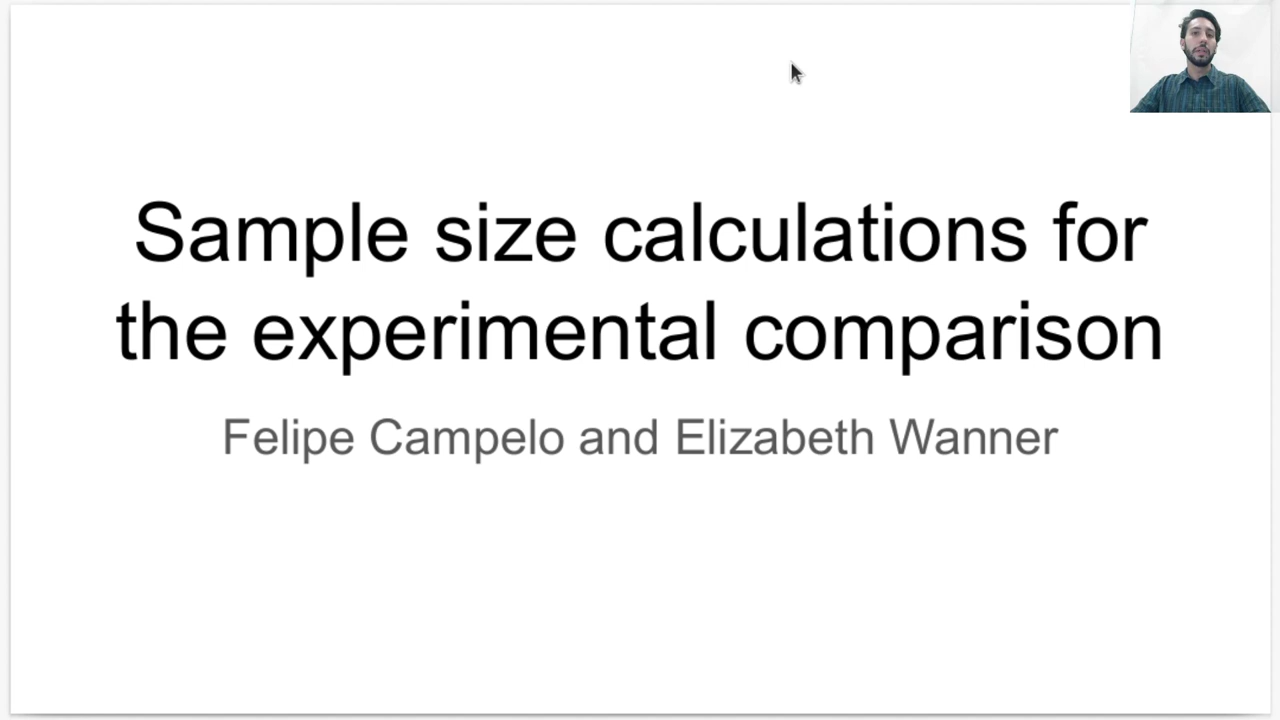 Sample size calculations for
the experimental comparison
Felipe Campelo and Elizabeth Wanner